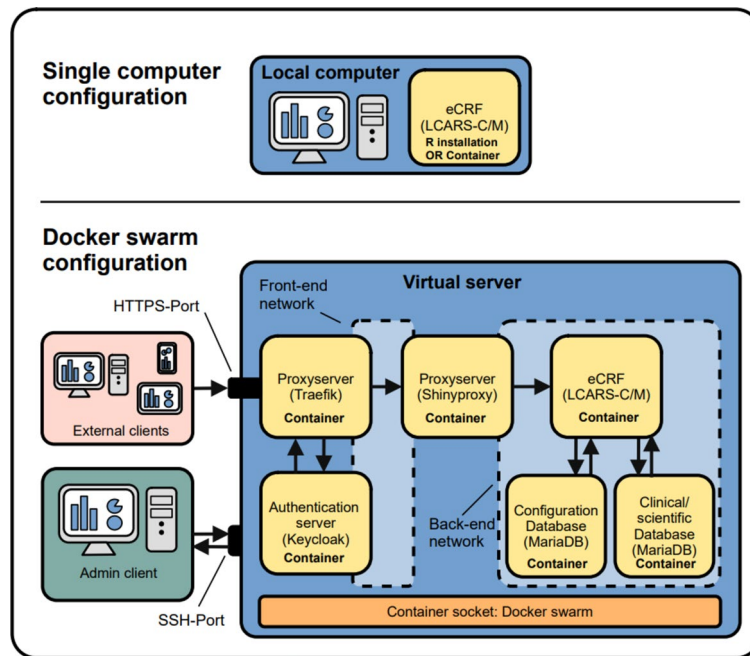 Single computer
configuration
Local computer
eCRF
(LCARS-C/M)
R installation
OR Container
Docker swarm
configuration
HTTPS-Port
Front-end
network
Virtual server
External clients
Proxyserver
(Traefik)
Container
Proxyserver
(Shinyproxy)
Container
eCRF
(LCARS-C/M)
Container
Admin client
SSH-Port
Authentication
server
(Keycloak)
Container
Back-end
network
Configuration
Database
(MariaDB)
Container
Clinical/
scientific
Database
(MariaDB)
Container
Container socket: Docker swarm